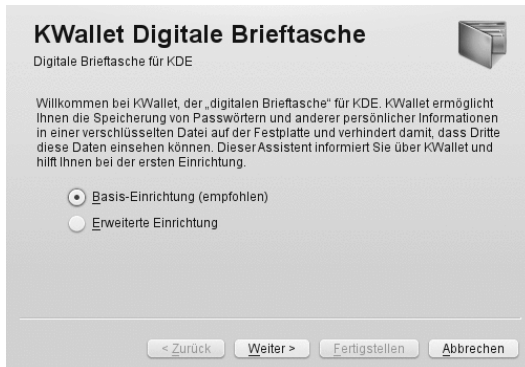 KWallet Digitale Brieftasche
Digitale Brieftasche für KDE
Willkommen bei KWallet, der „digitalen Brieftasche" für KDE. KWallet ermöglicht
Ihnen die Speicherung von Passwörtern und anderer persönlicher Informationen
in einer verschlüsselten Datei auf der Festplatte und verhindert damit, dass Dritte
diese Daten einsehen können. Dieser Assistent informiert Sie über KWallet und
hilft Ihnen bei der ersten Einrichtung.
Basis-Einrichtung (empfohlen)
Erweiterte Einrichtung
< Zurück Weiter > Fertigstellen Abbrechen